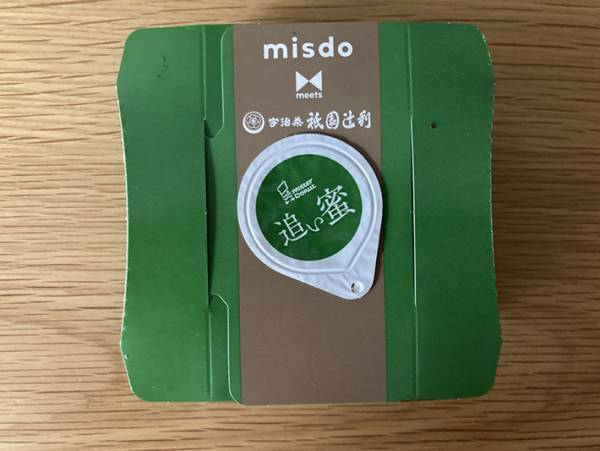 misdo
meets
宇治茶 祇園辻利
Mister
Donut
追い蜜